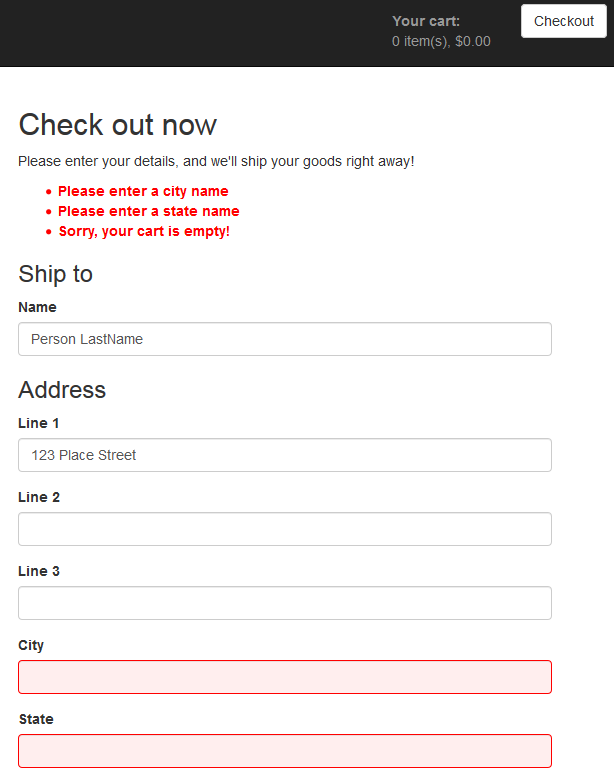 Your cart:
0 item(s), $0.00
Checkout
Check out now
Please enter your details, and we'll ship your goods right away!
Please enter a city name
Please enter a state name
Sorry, your cart is empty!
Ship to
Name
Person LastName
Address
Line 1
123 Place Street
Line 2
Line 3
City
State